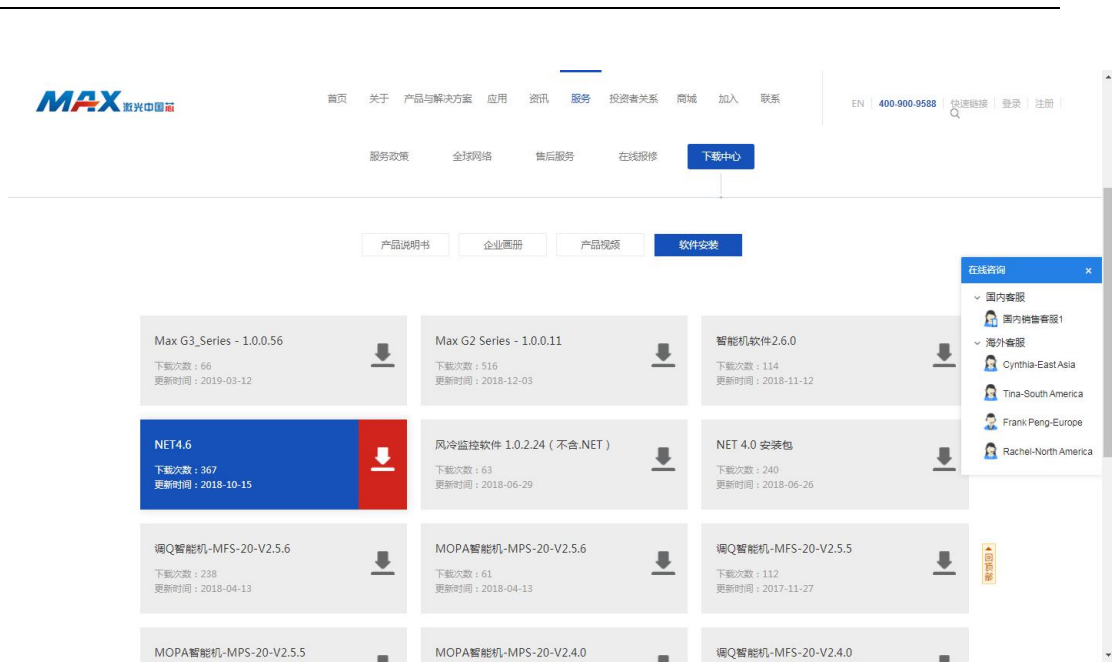 MAX 激光中国芯
首页 关于 产品与解决方案 应用 资讯 服务 投资者关系 商城 加入 联系
EN 400-900-9588 快速链接 登录 注册
服务政策 全球网络 售后服务 在线报修 下载中心
产品说明书 企业画册 产品视频 软件安装
在线咨询 ×
国内客服
国内销售客服1
海外客服
Cynthia-East Asia
Tina-South America
Frank Peng-Europe
Rachel-North America
Max G3_Series - 1.0.0.56
下载次数：66
更新时间：2019-03-12
Max G2 Series - 1.0.0.11
下载次数：516
更新时间：2018-12-03
智能机软件2.6.0
下载次数：114
更新时间：2018-11-12
NET4.6
下载次数：367
更新时间：2018-10-15
风冷监控软件 1.0.2.24（不含.NET）
下载次数：63
更新时间：2018-06-29
NET 4.0 安装包
下载次数：240
更新时间：2018-06-26
调Q智能机-MFS-20-V2.5.6
下载次数：238
更新时间：2018-04-13
MOPA智能机-MPS-20-V2.5.6
下载次数：61
更新时间：2018-04-13
调Q智能机-MFS-20-V2.5.5
下载次数：112
更新时间：2017-11-27
回顶部
MOPA智能机-MPS-20-V2.5.5
MOPA智能机-MPS-20-V2.4.0
调Q智能机-MFS-20-V2.4.0